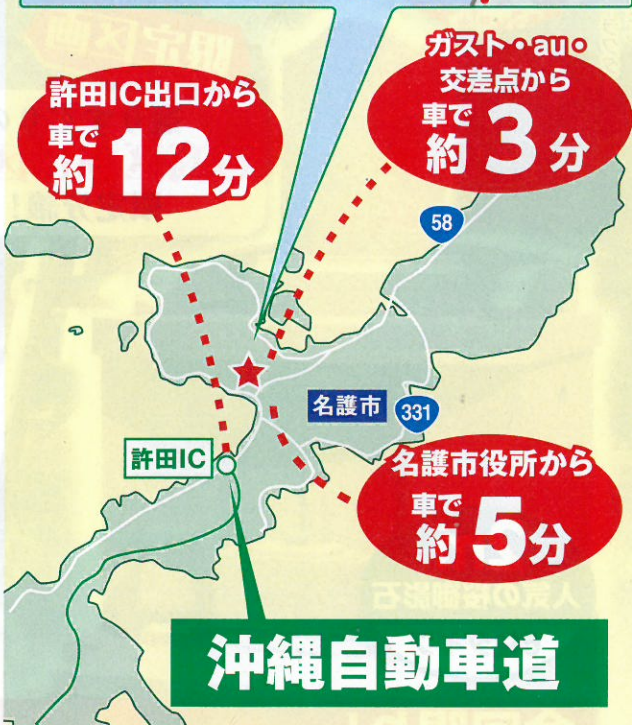 許田IC出口から
車で
約12分
ガスト・au・
交差点から
車で
約3分
58
名護市
331
許田IC
名護市役所から
車で
約5分
沖縄自動車道